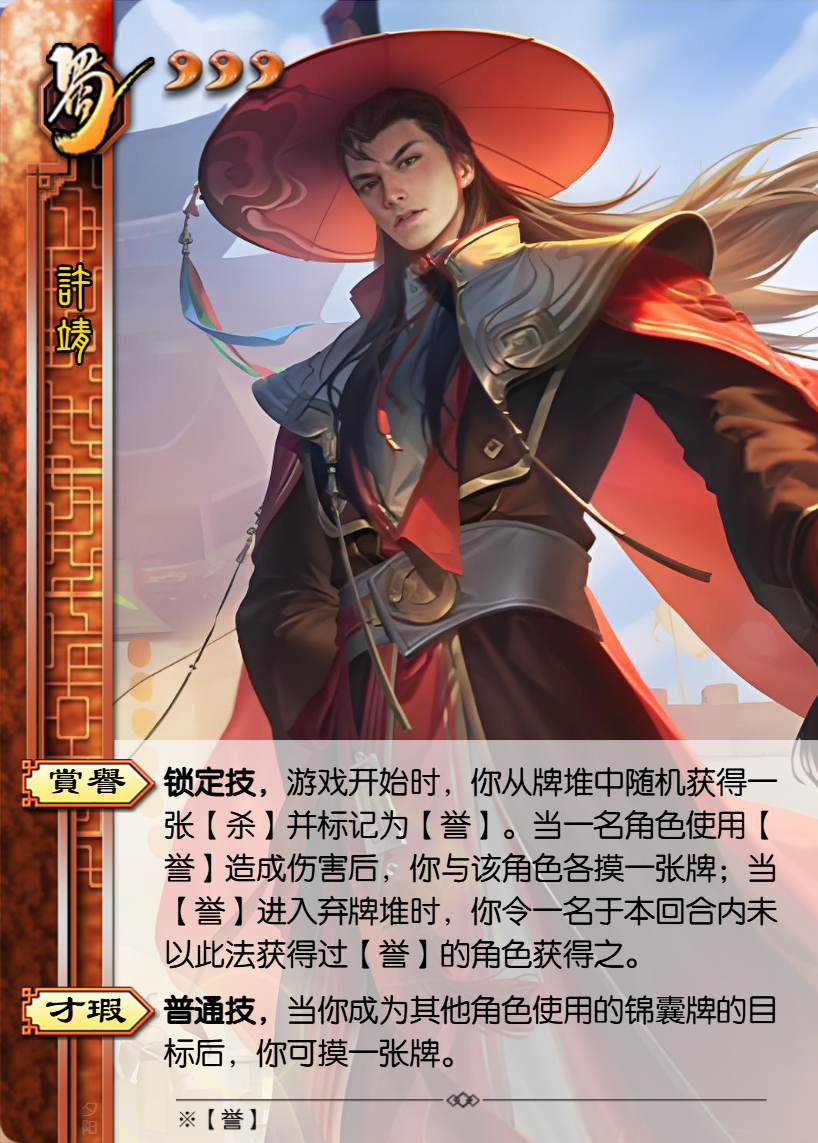 蜀
許靖
賞譽
锁定技，游戏开始时，你从牌堆中随机获得一
张【杀】并标记为【誉】。当一名角色使用【
誉】造成伤害后，你与该角色各摸一张牌；当
【誉】进入弃牌堆时，你令一名于本回合内未
以此法获得过【誉】的角色获得之。
才瑕
普通技，当你成为其他角色使用的锦囊牌的目
标后，你可摸一张牌。
※【誉】
夕阳